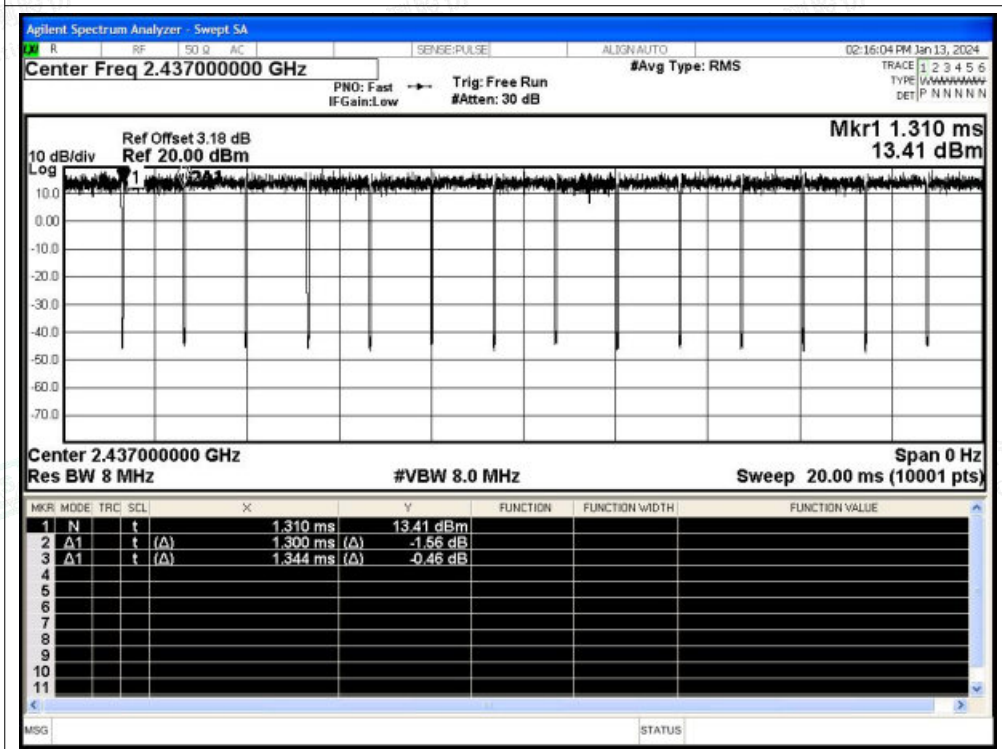 Agilent Spectrum Analyzer - Swept SA
R RF 50 Ω AC SENSE:PULSE ALIGN AUTO 02:16:04 PM Jan 13, 2024
Center Freq 2.437000000 GHz #Avg Type: RMS TRACE 1 2 3 4 5 6
PNO: Fast Trig: Free Run TYPE
IFGain:Low #Atten: 30 dB DET P N N N N N
Mkr1 1.310 ms
Ref Offset 3.18 dB
10 dB/div Ref 20.00 dBm 13.41 dBm
Log
1 2Δ1
10.0
0.00
-10.0
-20.0
-30.0
-40.0
-50.0
-60.0
-70.0
Center 2.437000000 GHz Span 0 Hz
Res BW 8 MHz #VBW 8.0 MHz Sweep 20.00 ms (10001 pts)
MKR MODE TRC SCL X Y FUNCTION FUNCTION WIDTH FUNCTION VALUE
1 N t 1.310 ms 13.41 dBm
2 Δ1 t (Δ) 1.300 ms (Δ) -1.56 dB
3 Δ1 t (Δ) 1.344 ms (Δ) -0.46 dB
4
5
6
7
8
9
10
11
MSG STATUS